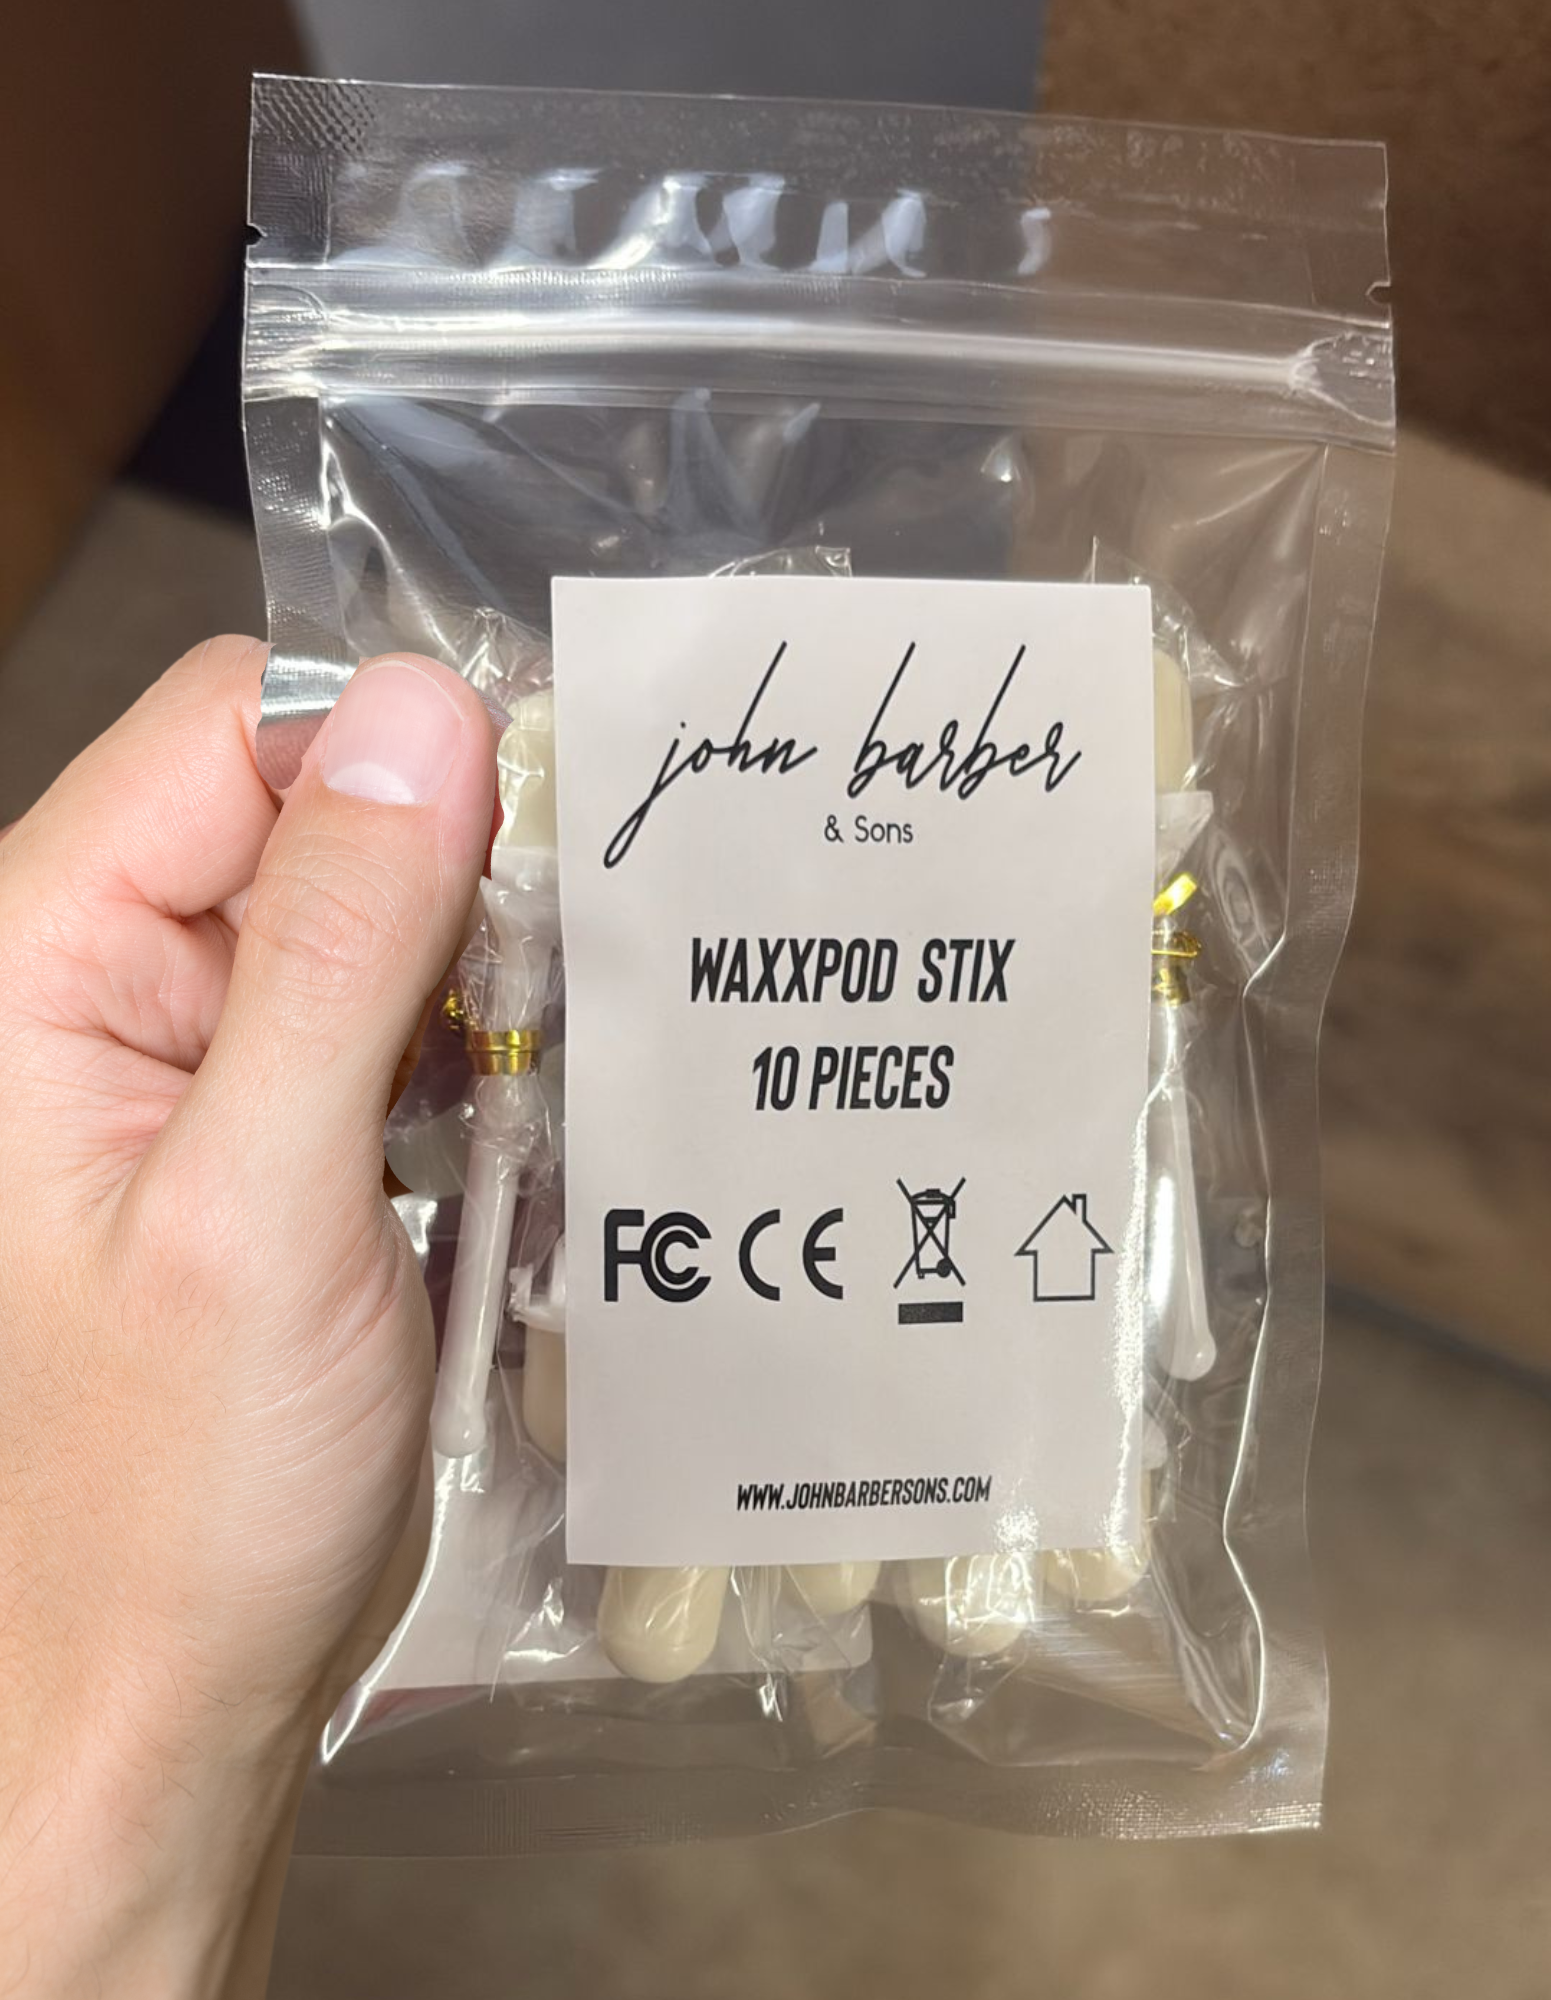 john barber
& Sons
WAXXPOD STIX
10 PIECES
FC CE
WWW.JOHNBARBERSONS.COM